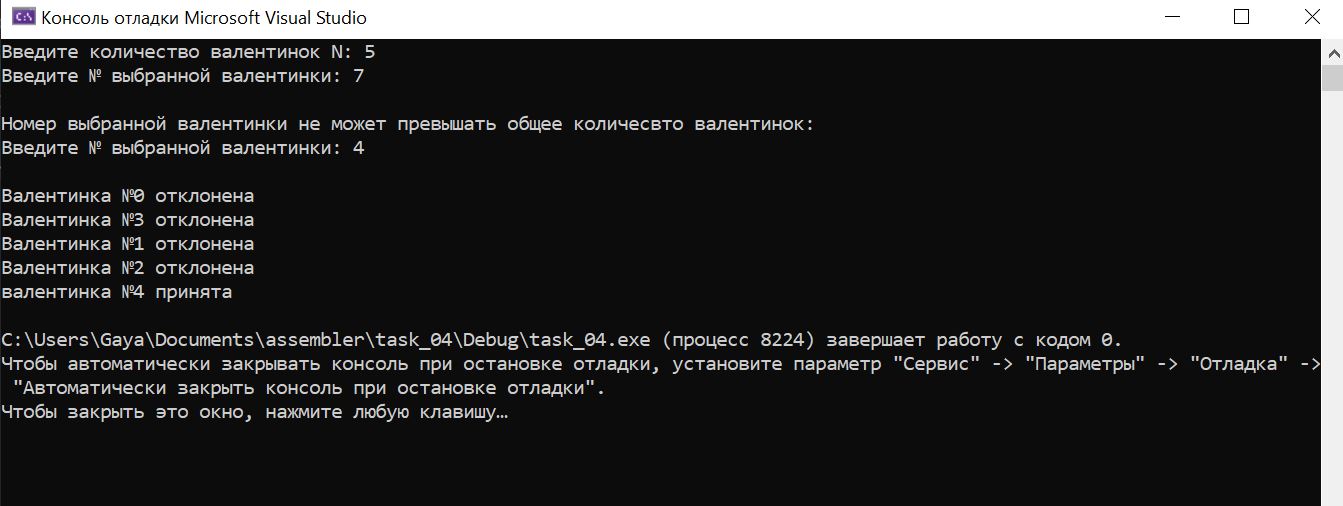 Консоль отладки Microsoft Visual Studio
Введите количество валентинок N: 5
Введите № выбранной валентинки: 7
Номер выбранной валентинки не может превышать общее количесвто валентинок:
Введите № выбранной валентинки: 4
Валентинка №0 отклонена
Валентинка №3 отклонена
Валентинка №1 отклонена
Валентинка №2 отклонена
валентинка №4 принята
C:\Users\Gaya\Documents\assembler\task_04\Debug\task_04.exe (процесс 8224) завершает работу с кодом 0.
Чтобы автоматически закрывать консоль при остановке отладки, установите параметр "Сервис" -> "Параметры" -> "Отладка" ->
"Автоматически закрыть консоль при остановке отладки".
Чтобы закрыть это окно, нажмите любую клавишу…